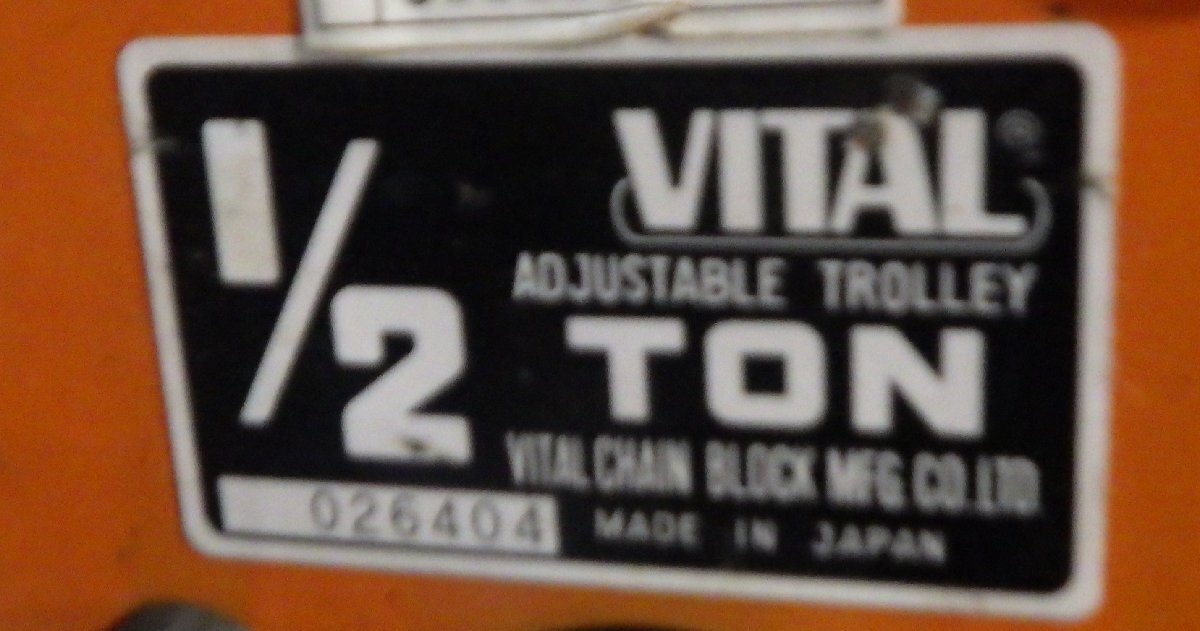 1/2
VITAL®
ADJUSTABLE TROLLEY
TON
VITAL CHAIN BLOCK MFG. CO. LTD.
026404
MADE IN JAPAN